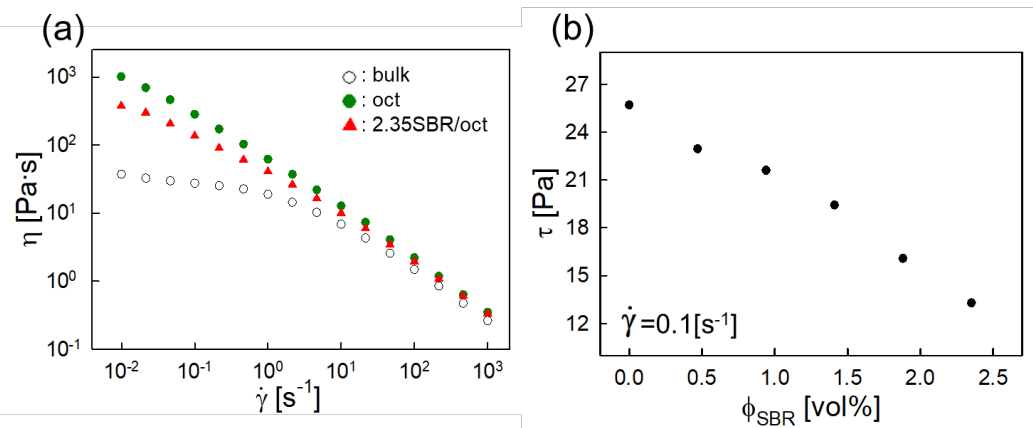 (a)
10³
10²
10¹
10⁰
10⁻¹
η [Pa·s]
: bulk
: oct
: 2.35SBR/oct
10⁻² 10⁻¹ 10⁰ 10¹ 10² 10³
γ̇ [s⁻¹]
(b)
27
24
21
18
15
12
τ [Pa]
γ̇=0.1[s⁻¹]
0.0 0.5 1.0 1.5 2.0 2.5
ϕSBR [vol%]